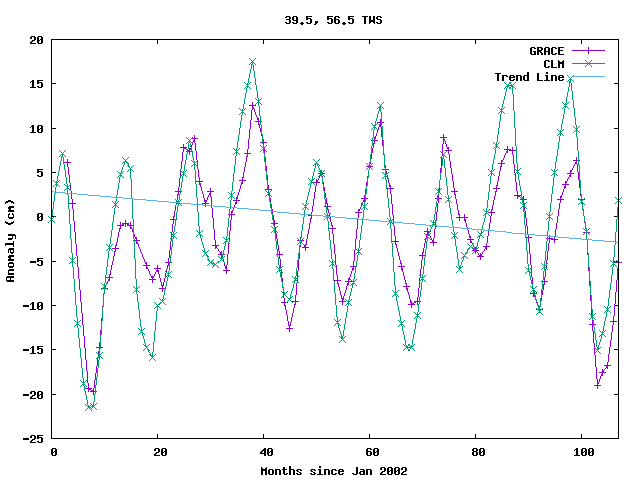 39.5, 56.5 TWS
GRACE
CLM
Trend Line
20
15
10
5
0
-5
-10
-15
-20
-25
Anomaly (cm)
0 20 40 60 80 100
Months since Jan 2002